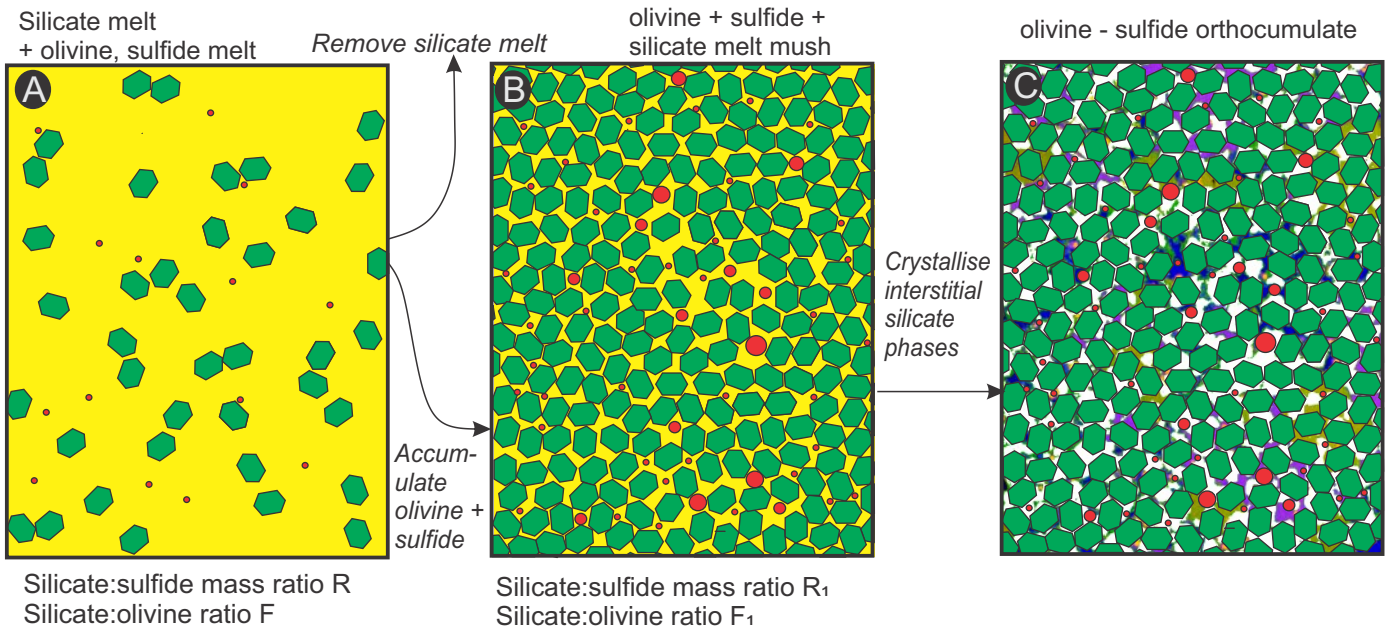 Silicate melt
+ olivine, sulfide melt
Remove silicate melt
olivine + sulfide +
silicate melt mush
olivine - sulfide orthocumulate
A
B
C
Accum-
ulate
olivine +
sulfide
Crystallise
interstitial
silicate
phases
Silicate:sulfide mass ratio R
Silicate:olivine ratio F
Silicate:sulfide mass ratio R₁
Silicate:olivine ratio F₁